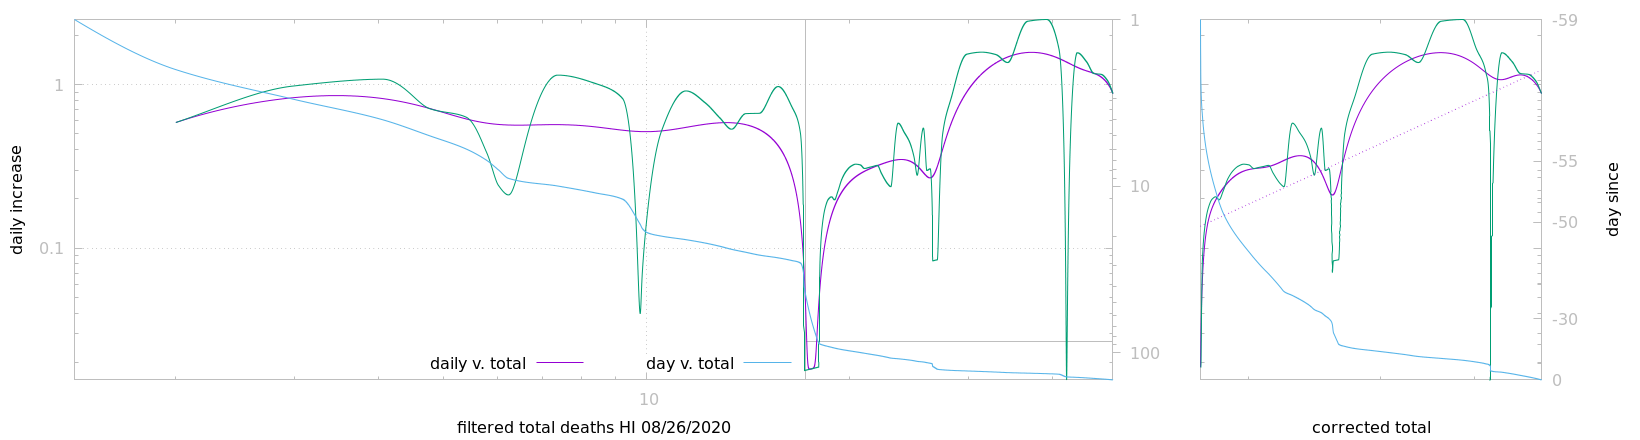 1
0.1
daily increase
daily v. total
day v. total
10
filtered total deaths HI 08/26/2020
1
10
100
-59
-55
-50
-30
0
day since
corrected total